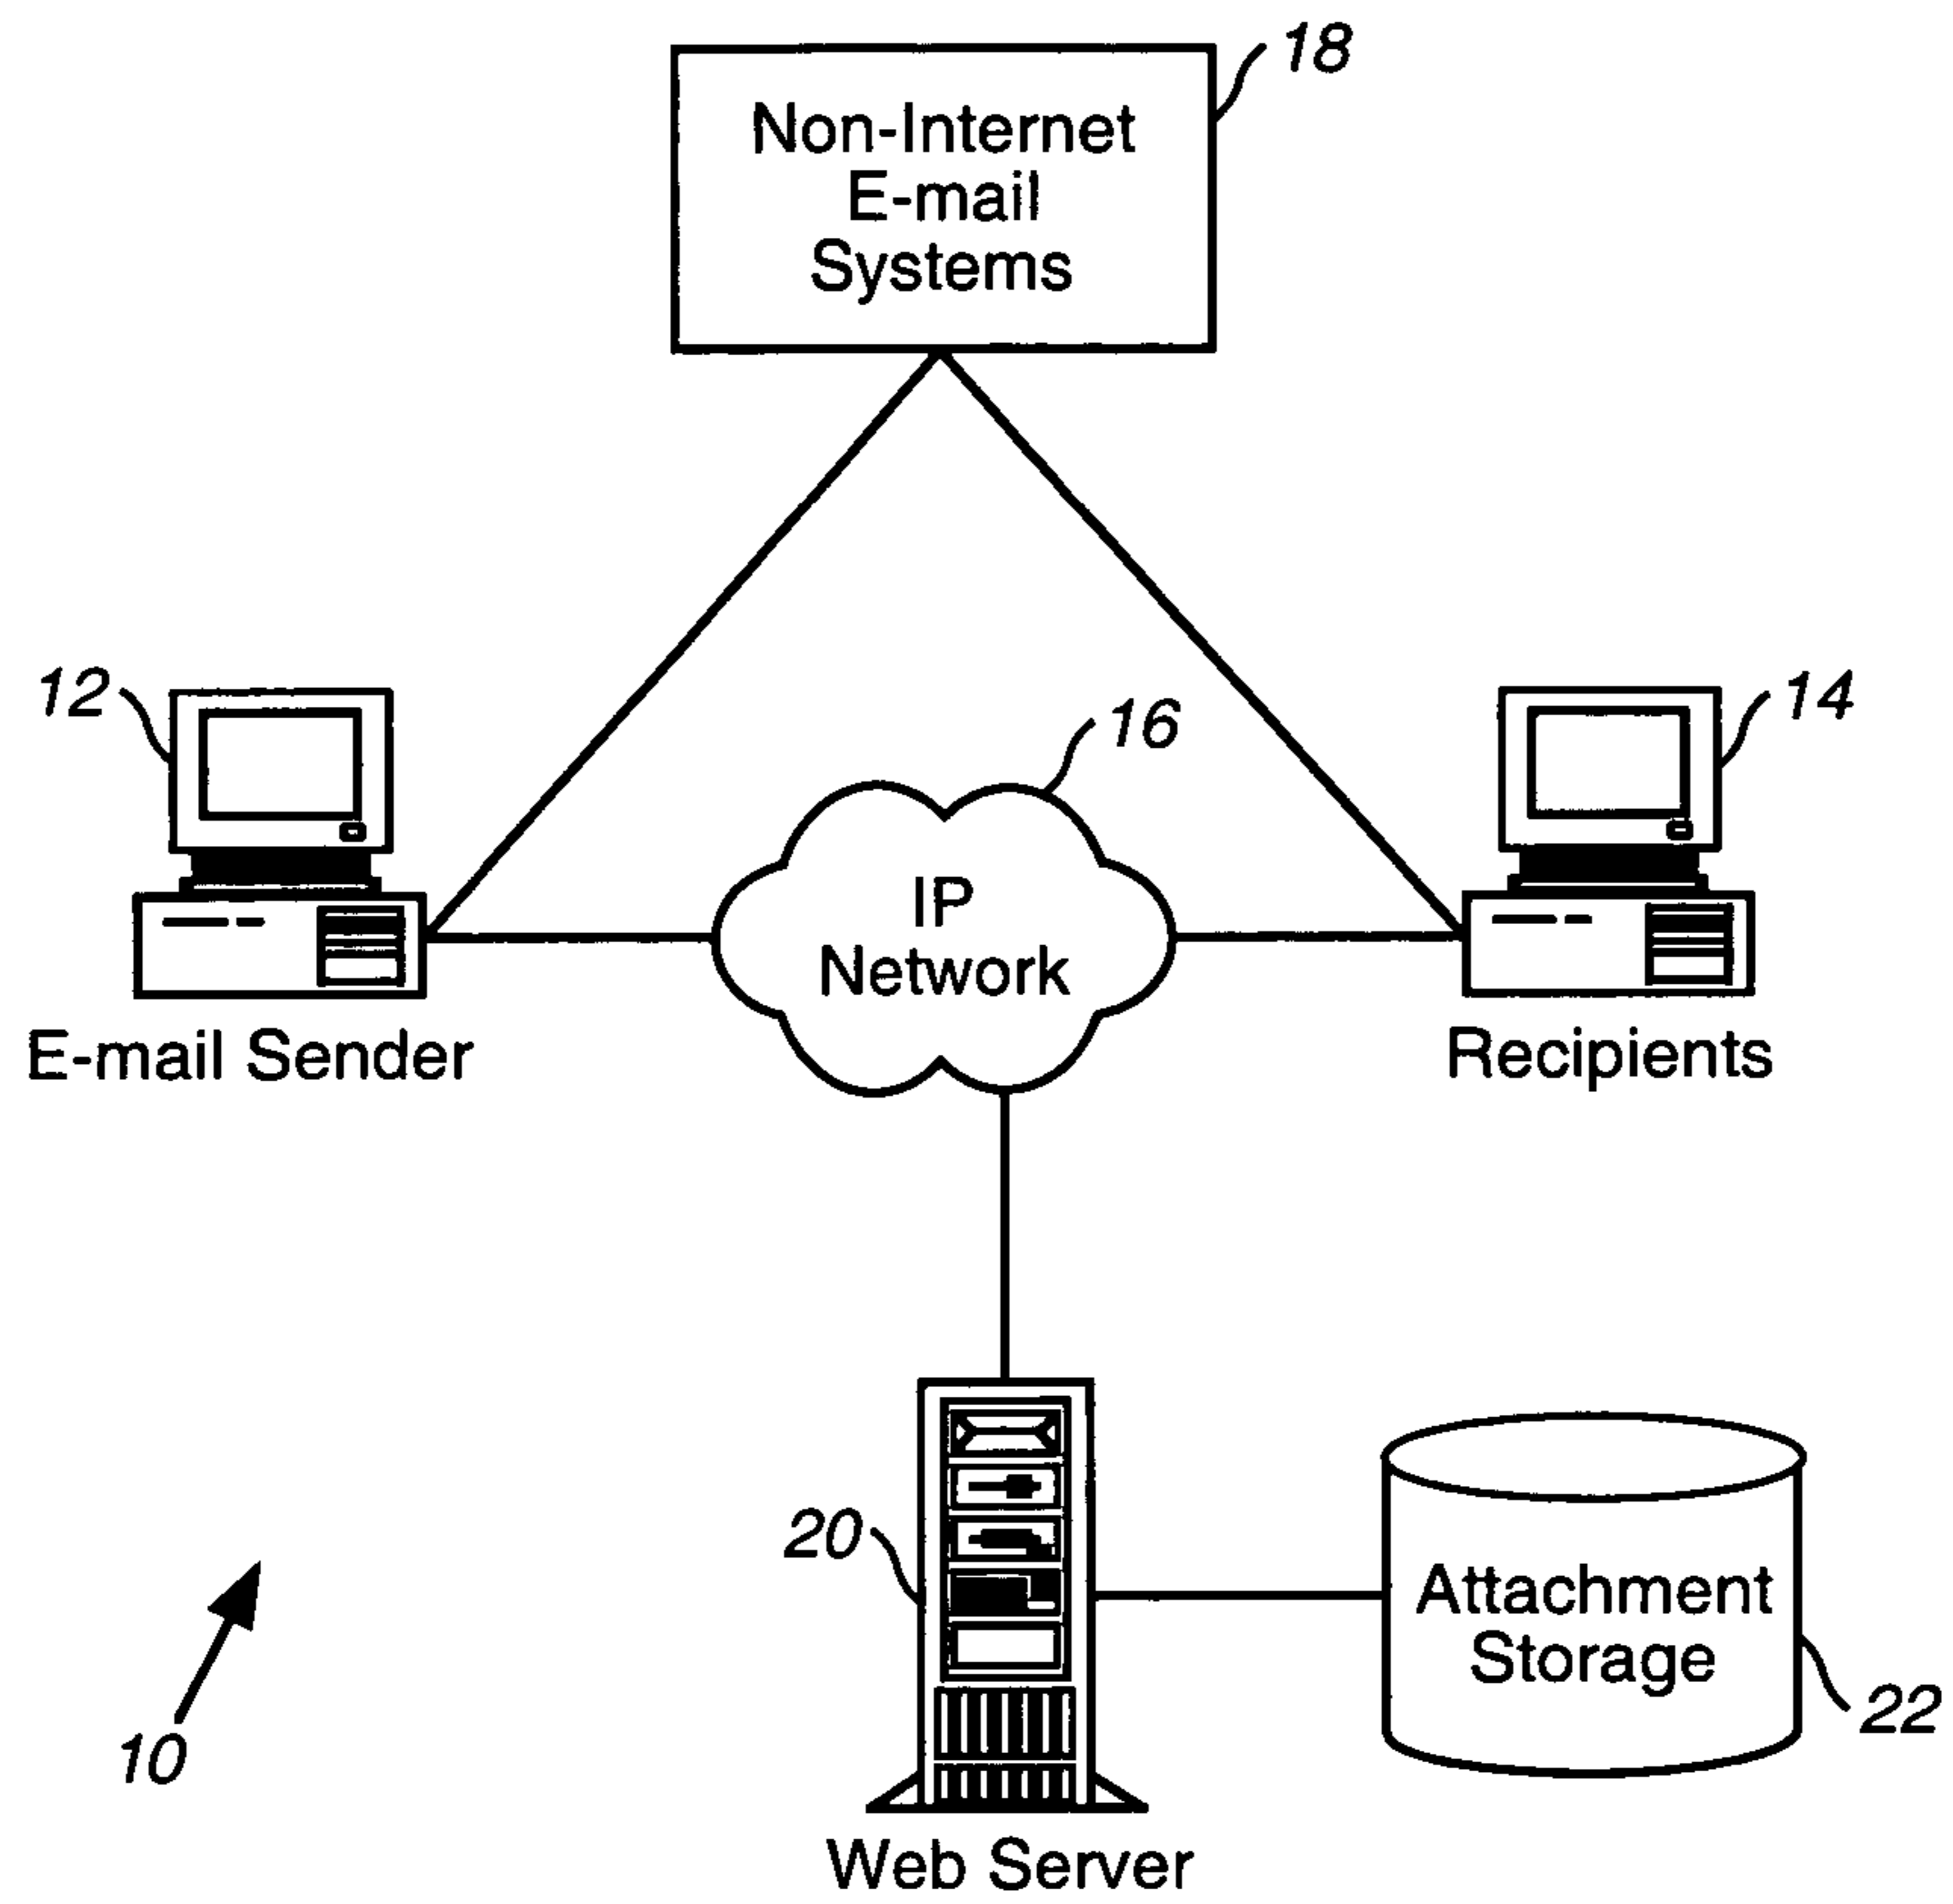 18
Non-Internet
E-mail
Systems
12
16
14
IP
Network
E-mail Sender
Recipients
20
Attachment
Storage
22
10
Web Server